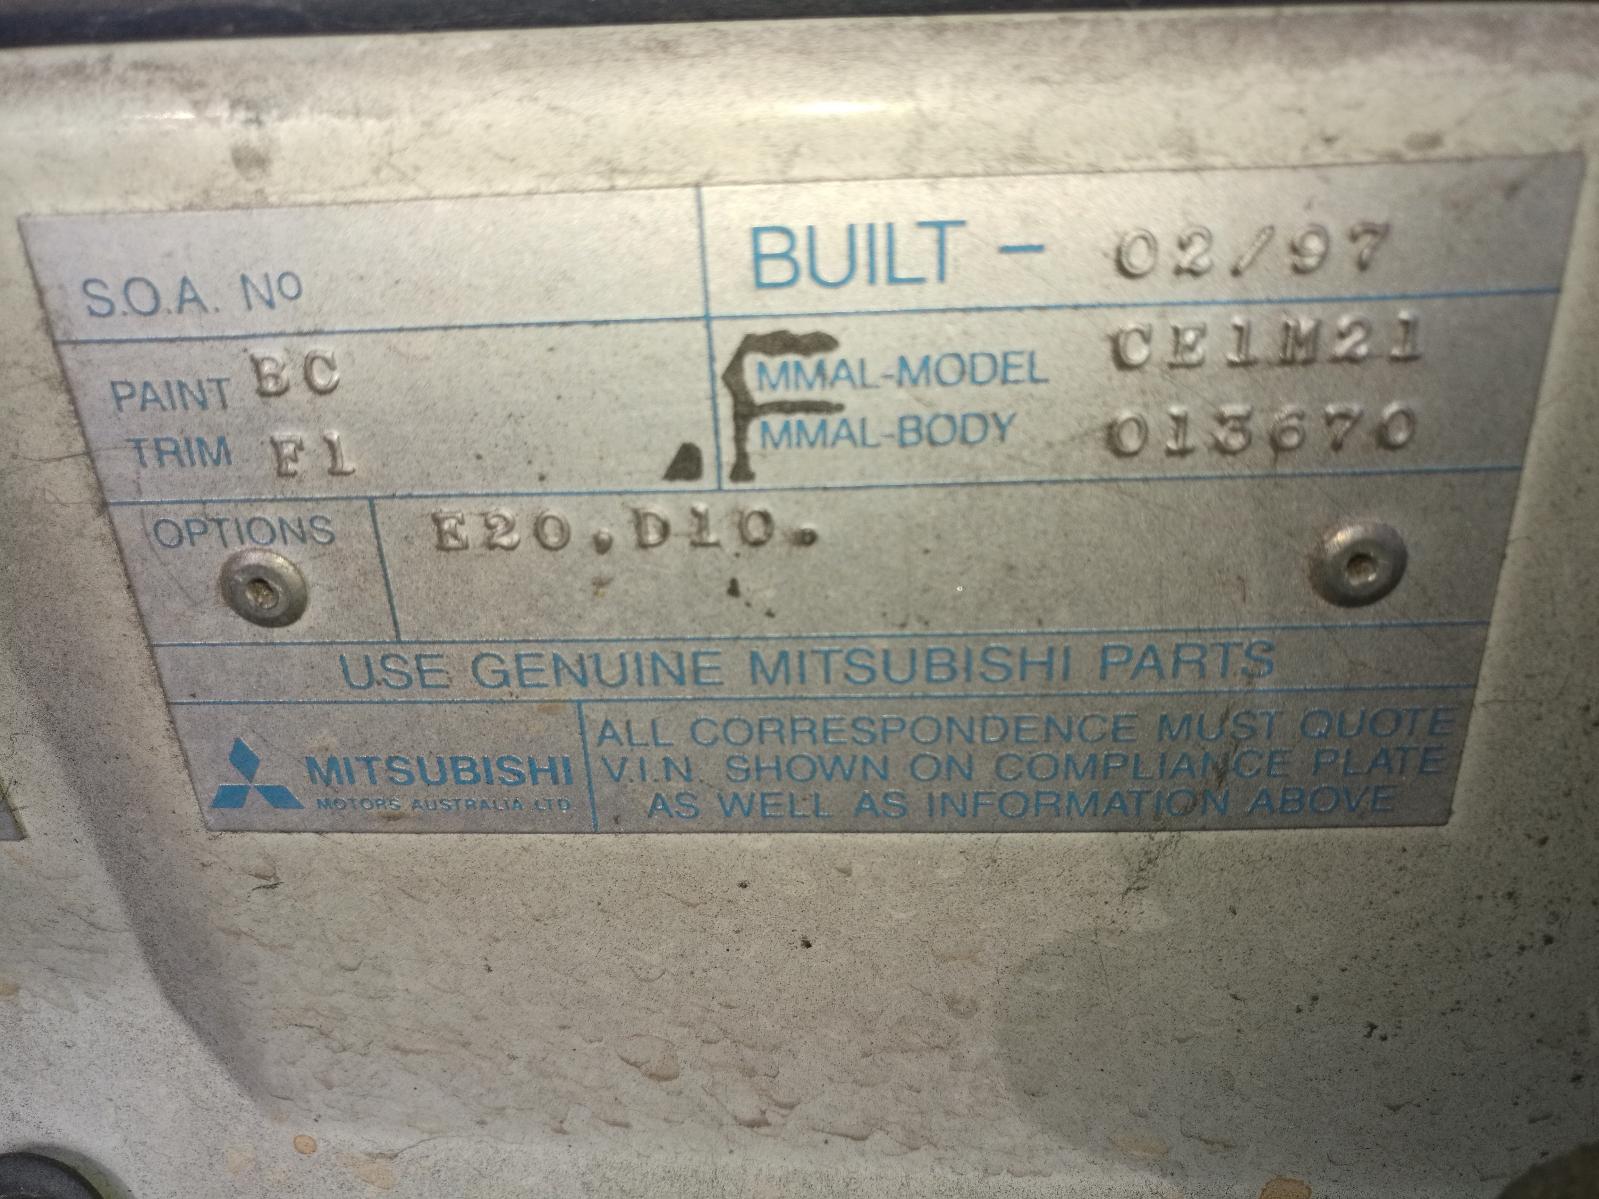 S.O.A. No
BUILT - 02/97
PAINT BC
MMAL-MODEL CE1M21
TRIM F1
MMAL-BODY 013670
F
OPTIONS E20.D10.
USE GENUINE MITSUBISHI PARTS
MITSUBISHI
MOTORS AUSTRALIA LTD
ALL CORRESPONDENCE MUST QUOTE
V.I.N. SHOWN ON COMPLIANCE PLATE
AS WELL AS INFORMATION ABOVE